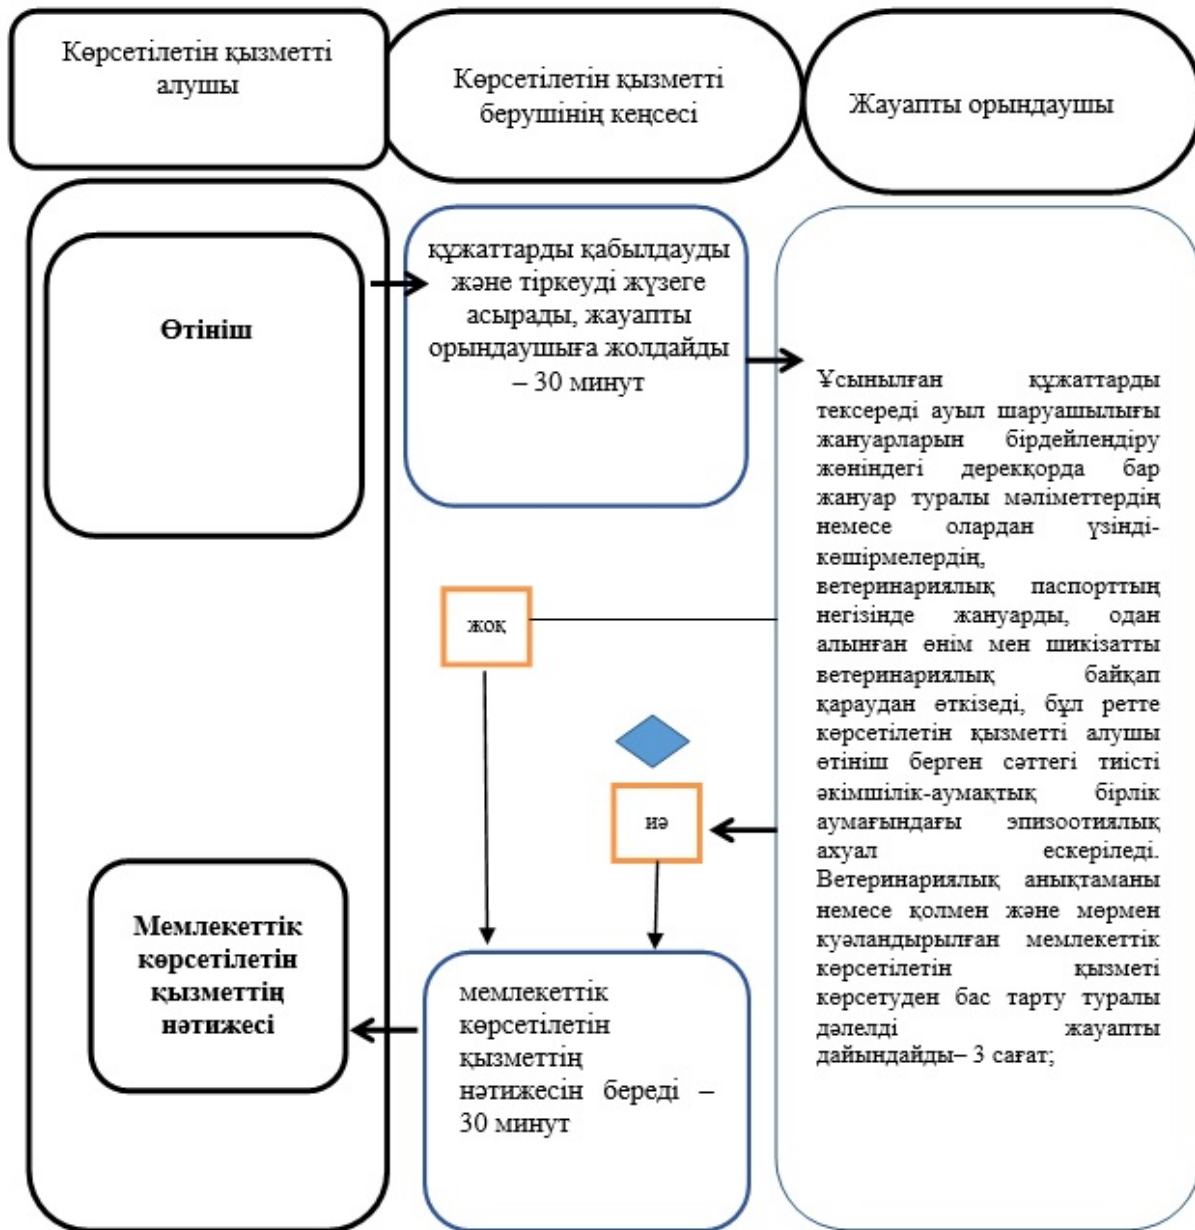 Көрсетілетін қызметті
алушы
Көрсетілетін қызметті
берушінің кеңсесі
Жауапты орындаушы
Өтініш
құжаттарды қабылдауды
және тіркеуді жүзеге
асырады, жауапты
орындаушыға жолдайды
– 30 минут
Ұсынылған құжаттарды
тексереді ауыл шаруашылығы
жануарларын бірдейлендіру
жөніндегі дерекқорда бар
жануар туралы мәліметтердің
немесе олардан үзінді-
көшірмелердің,
ветеринариялық паспорттың
негізінде жануарды, одан
алынған өнім мен шикізатты
ветеринариялық байқап
қараудан өткізеді, бұл ретте
көрсетілетін қызметті алушы
өтініш берген сәттегі тиісті
әкімшілік-аумақтық бірлік
аумағындағы эпизоотиялық
ахуал ескеріледі.
Ветеринариялық анықтаманы
немесе қолмен және мөрмен
куәландырылған мемлекеттік
көрсетілетін қызметі
көрсетуден бас тарту туралы
дәлелді жауапты
дайындайды– 3 сағат;
жоқ
иә
мемлекеттік
көрсетілетін
қызметтің
нәтижесін береді –
30 минут
Мемлекеттік
көрсетілетін
қызметтің
нәтижесі